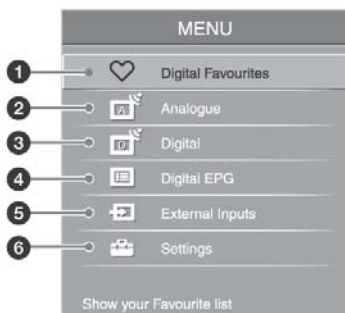 MENU
1 Digital Favourites
2 A Analogue
3 D Digital
4 Digital EPG
5 External Inputs
6 Settings
Show your Favourite list